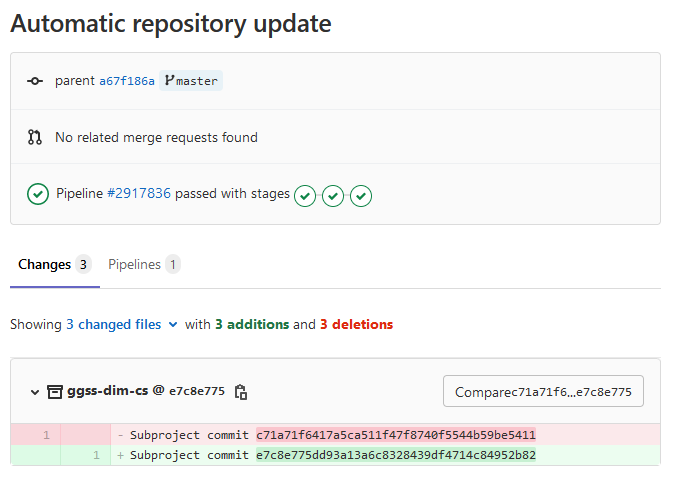 Automatic repository update
parent a67f186a master
No related merge requests found
Pipeline #2917836 passed with stages
Changes 3 Pipelines 1
Showing 3 changed files with 3 additions and 3 deletions
ggss-dim-cs @ e7c8e775 Comparec71a71f6...e7c8e775
1 - Subproject commit c71a71f6417a5ca511f47f8740f5544b59be5411
1 + Subproject commit e7c8e775dd93a13a6c8328439df4714c84952b82